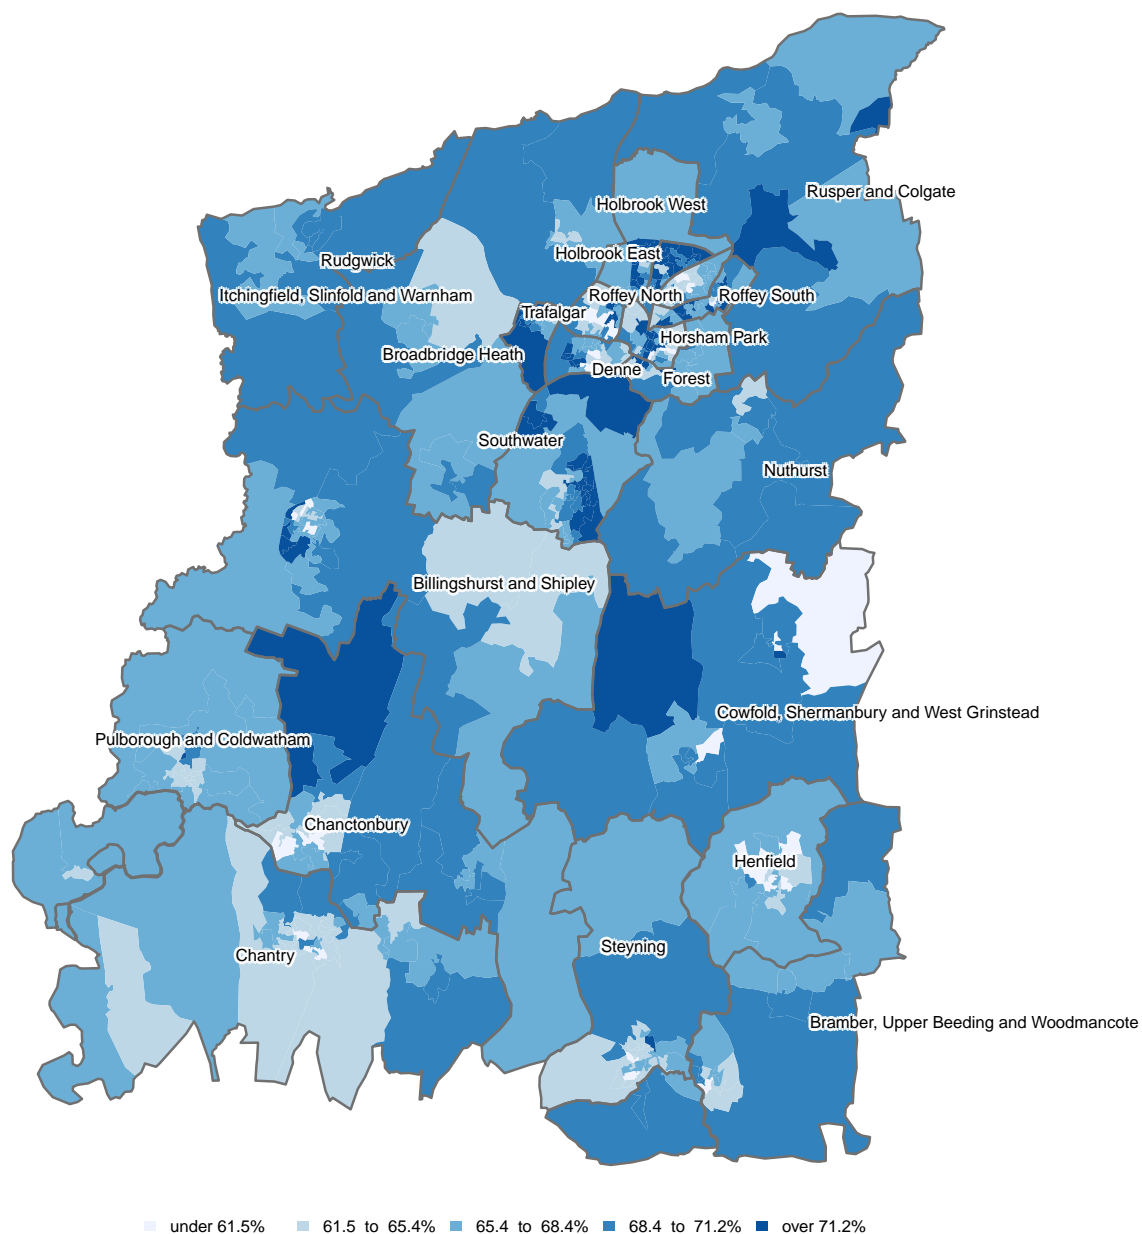 Rusper and Colgate
Holbrook West
Holbrook East
Rudgwick
Itchingfield, Slinfold and Warnham
Roffey North
Roffey South
Trafalgar
Horsham Park
Broadbridge Heath
Denne
Forest
Southwater
Nuthurst
Billingshurst and Shipley
Cowfold, Shermanbury and West Grinstead
Pulborough and Coldwatham
Chanctonbury
Henfield
Steyning
Chantry
Bramber, Upper Beeding and Woodmancote
under 61.5% 61.5 to 65.4% 65.4 to 68.4% 68.4 to 71.2% over 71.2%